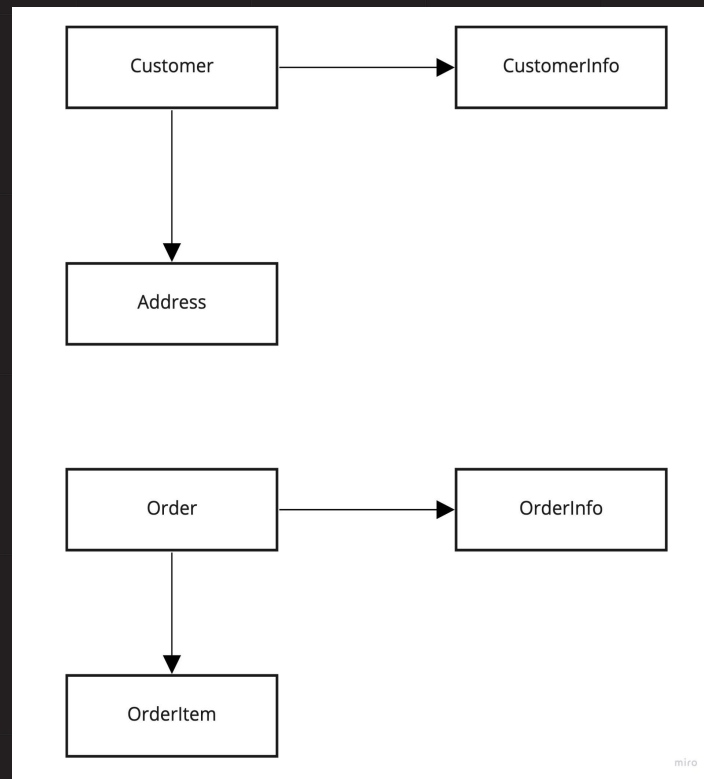 Customer
CustomerInfo
Address
Order
OrderInfo
OrderItem
miro